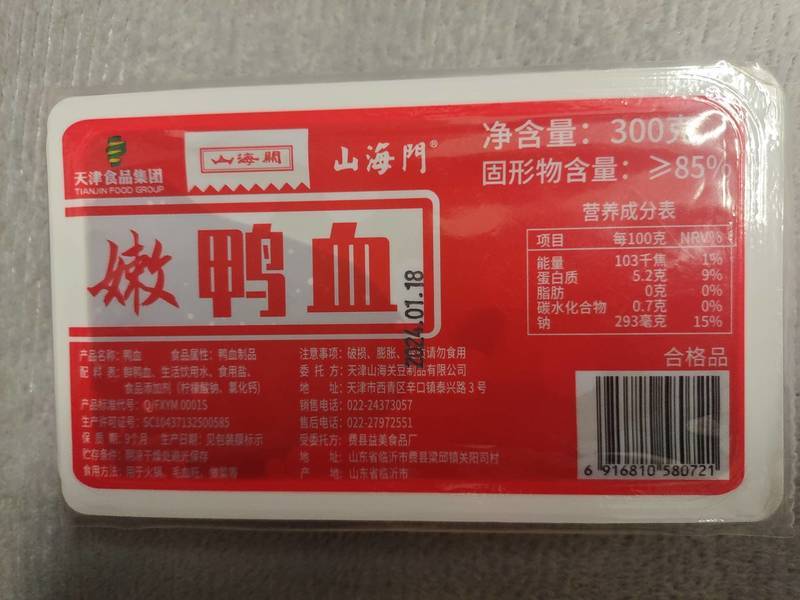 天津食品集团
TIANJIN FOOD GROUP
山海關
山海門®
净含量：300克
固形物含量：≥85%
嫩鸭血
2024.01.18
营养成分表
项目 每100克 NRV%
能量 103千焦 1%
蛋白质 5.2克 9%
脂肪 0克 0%
碳水化合物 0.7克 0%
钠 293毫克 15%
合格品
产品名称：鸭血 食品属性：鸭血制品
配 料 表：鲜鸭血、生活饮用水、食用盐、
食品添加剂（柠檬酸钠、氯化钙）
产品标准代号：Q/FXYM 0001S
生产许可证号：SC10437132500585
保 质 期：9个月 生产日期：见包装膜标示
贮存条件：阴凉干燥处避光保存
食用方法：用于火锅、毛血旺、做菜等
注意事项：破损、膨胀、请勿食用
委 托 方：天津山海关豆制品有限公司
地 址：天津市西青区辛口镇泰兴路3号
销售电话：022-24373057
售后电话：022-27972551
受委托方：费县益美食品厂
地 址：山东省临沂市费县梁邱镇关阳司村
产 地：山东省临沂市
6 916810 580721